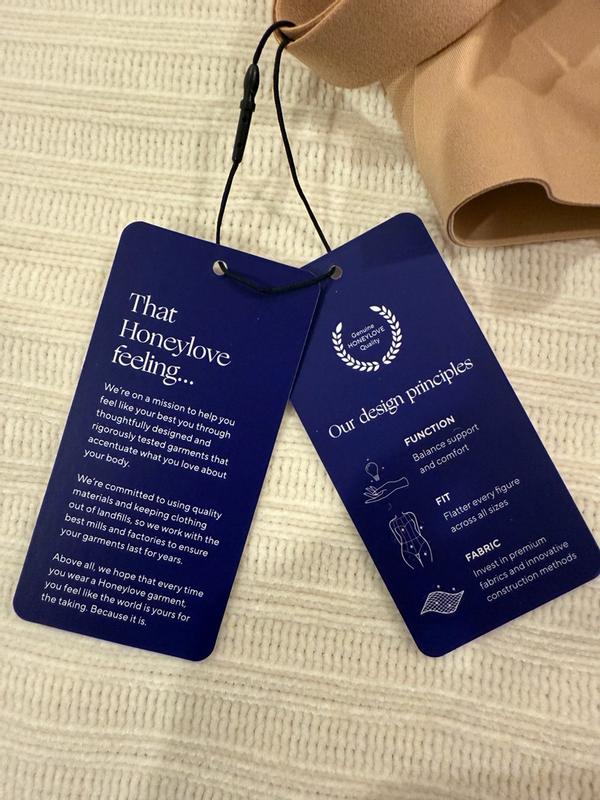 That
Honeylove
feeling...
We're on a mission to help you
feel like your best you through
thoughtfully designed and
rigorously tested garments that
accentuate what you love about
your body.
We're committed to using quality
materials and keeping clothing
out of landfills, so we work with the
best mills and factories to ensure
your garments last for years.
Above all, we hope that every time
you wear a Honeylove garment,
you feel like the world is yours for
the taking. Because it is.
Genuine
HONEYLOVE
Quality
Our design principles
FUNCTION
Balance support
and comfort
FIT
Flatter every figure
across all sizes
FABRIC
Invest in premium
fabrics and innovative
construction methods